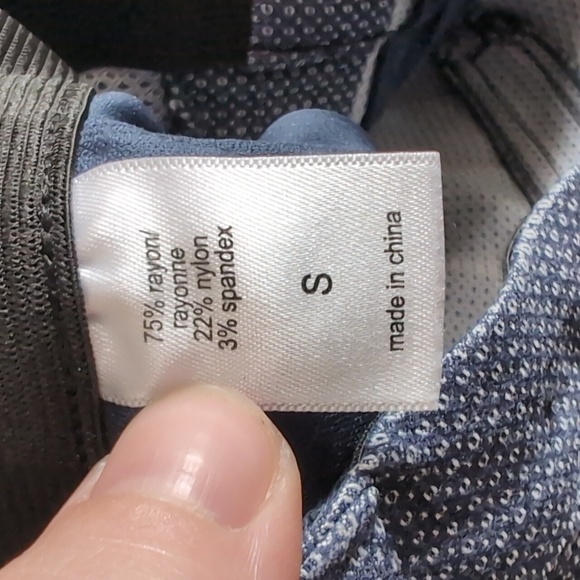 75% rayon/
rayonne
22% nylon
3% spandex
S
made in china